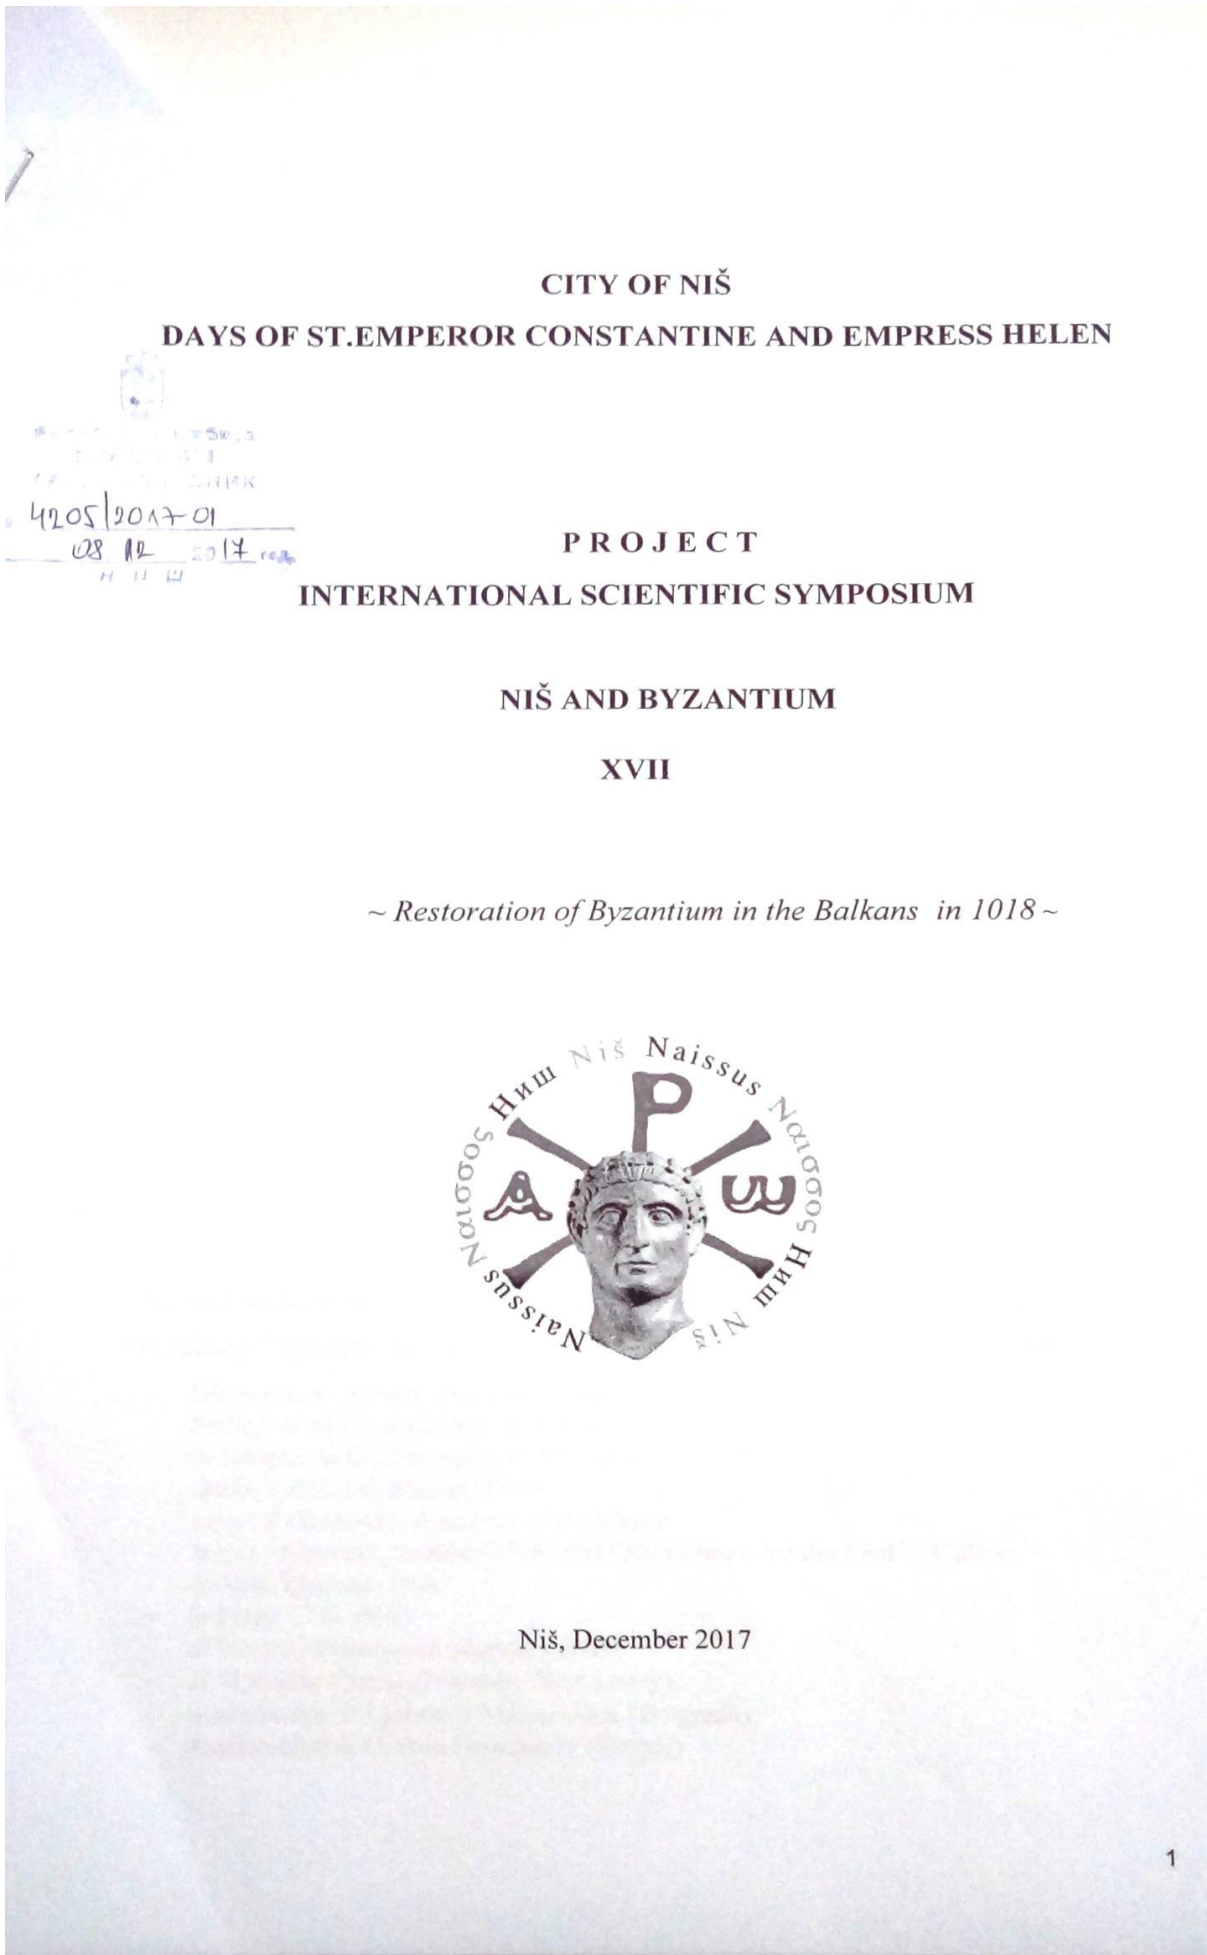 CITY OF NIŠ
DAYS OF ST.EMPEROR CONSTANTINE AND EMPRESS HELEN
4205/2017-01
08 12 2017 год
Н И Ш
P R O J E C T
INTERNATIONAL SCIENTIFIC SYMPOSIUM
NIŠ AND BYZANTIUM
XVII
~ Restoration of Byzantium in the Balkans in 1018 ~
Ниш Niš Naissus Ναισσος Ниш Niš Naissus Ναισσος
Ρ
Α ω
Niš, December 2017
1